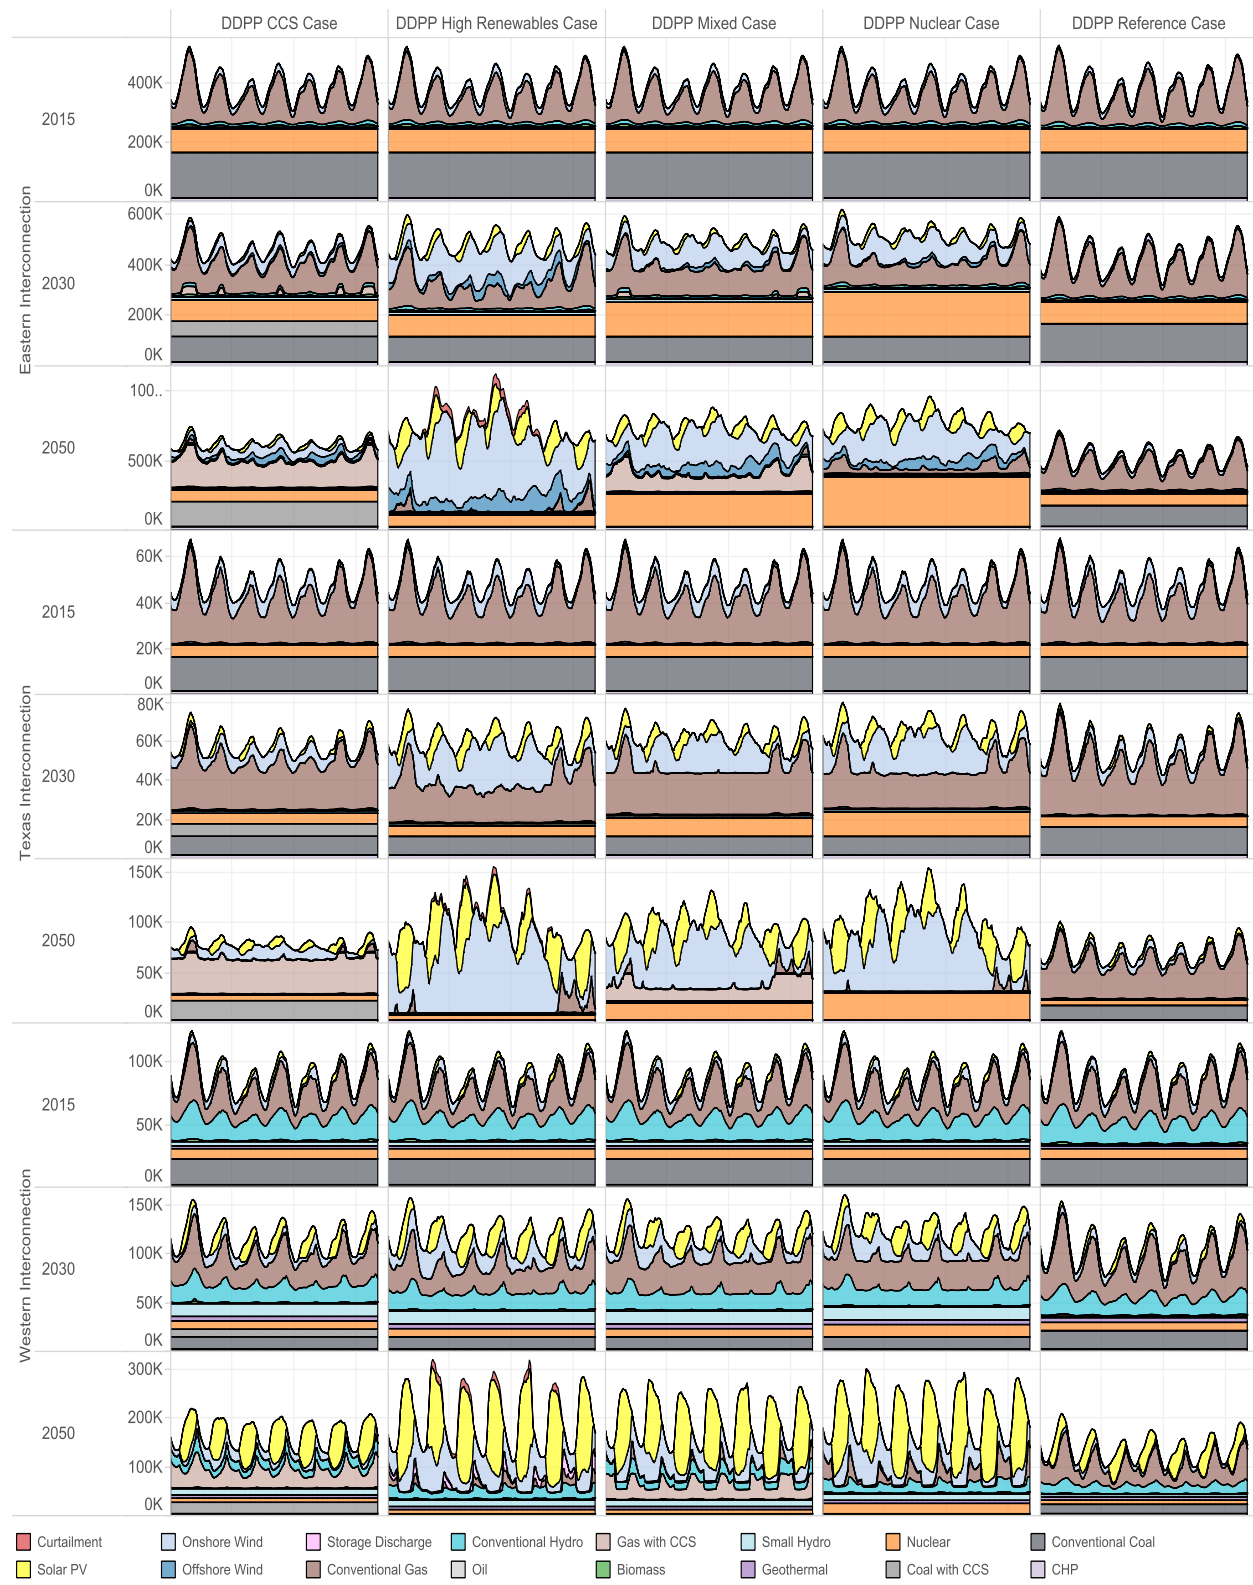 DDPP CCS Case DDPP High Renewables Case DDPP Mixed Case DDPP Nuclear Case DDPP Reference Case
Eastern Interconnection
2015
400K
200K
0K
2030
600K
400K
200K
0K
2050
100..
500K
0K
Texas Interconnection
2015
60K
40K
20K
0K
2030
80K
60K
40K
20K
0K
2050
150K
100K
50K
0K
Western Interconnection
2015
100K
50K
0K
2030
150K
100K
50K
0K
2050
300K
200K
100K
0K
Curtailment Onshore Wind Storage Discharge Conventional Hydro Gas with CCS Small Hydro Nuclear Conventional Coal
Solar PV Offshore Wind Conventional Gas Oil Biomass Geothermal Coal with CCS CHP